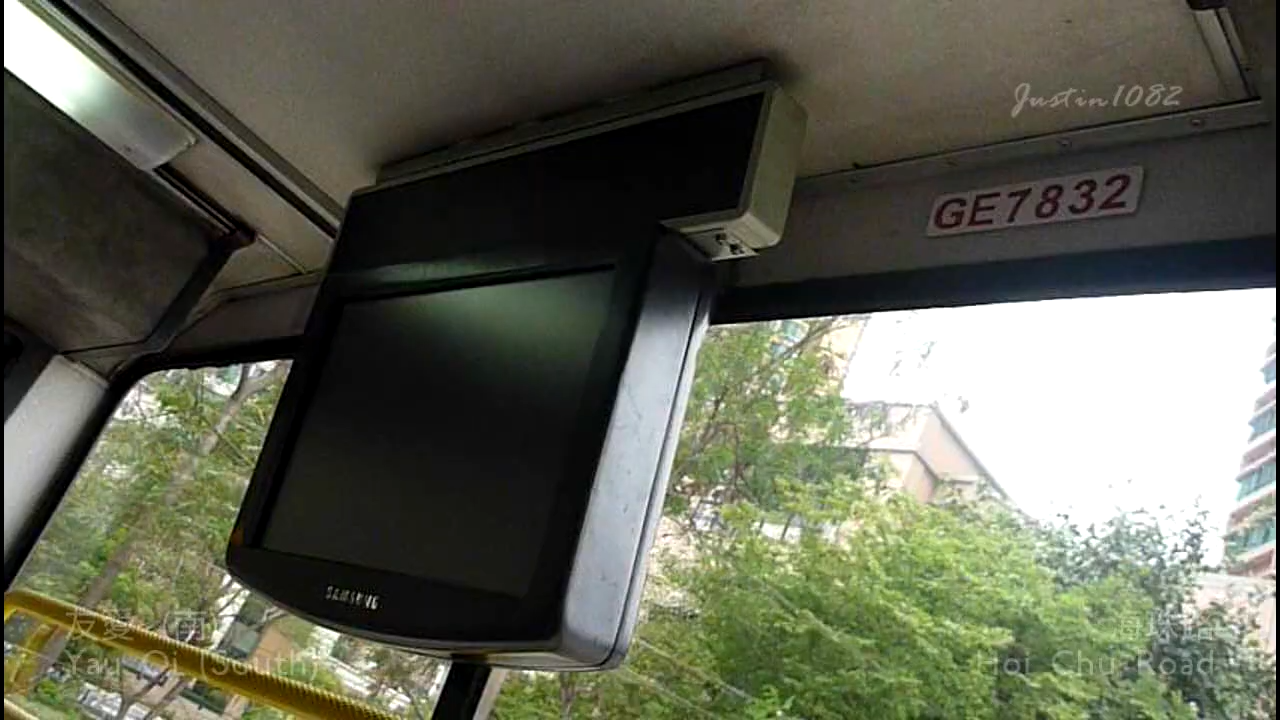 Justin1082
GE7832
SAMSUNG
友愛 (南)
Yau Oi (South)
海珠路
Hoi Chu Road